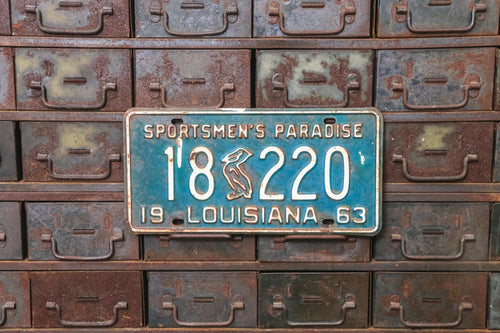 SPORTSMEN'S PARADISE
18 220
19 LOUISIANA 63